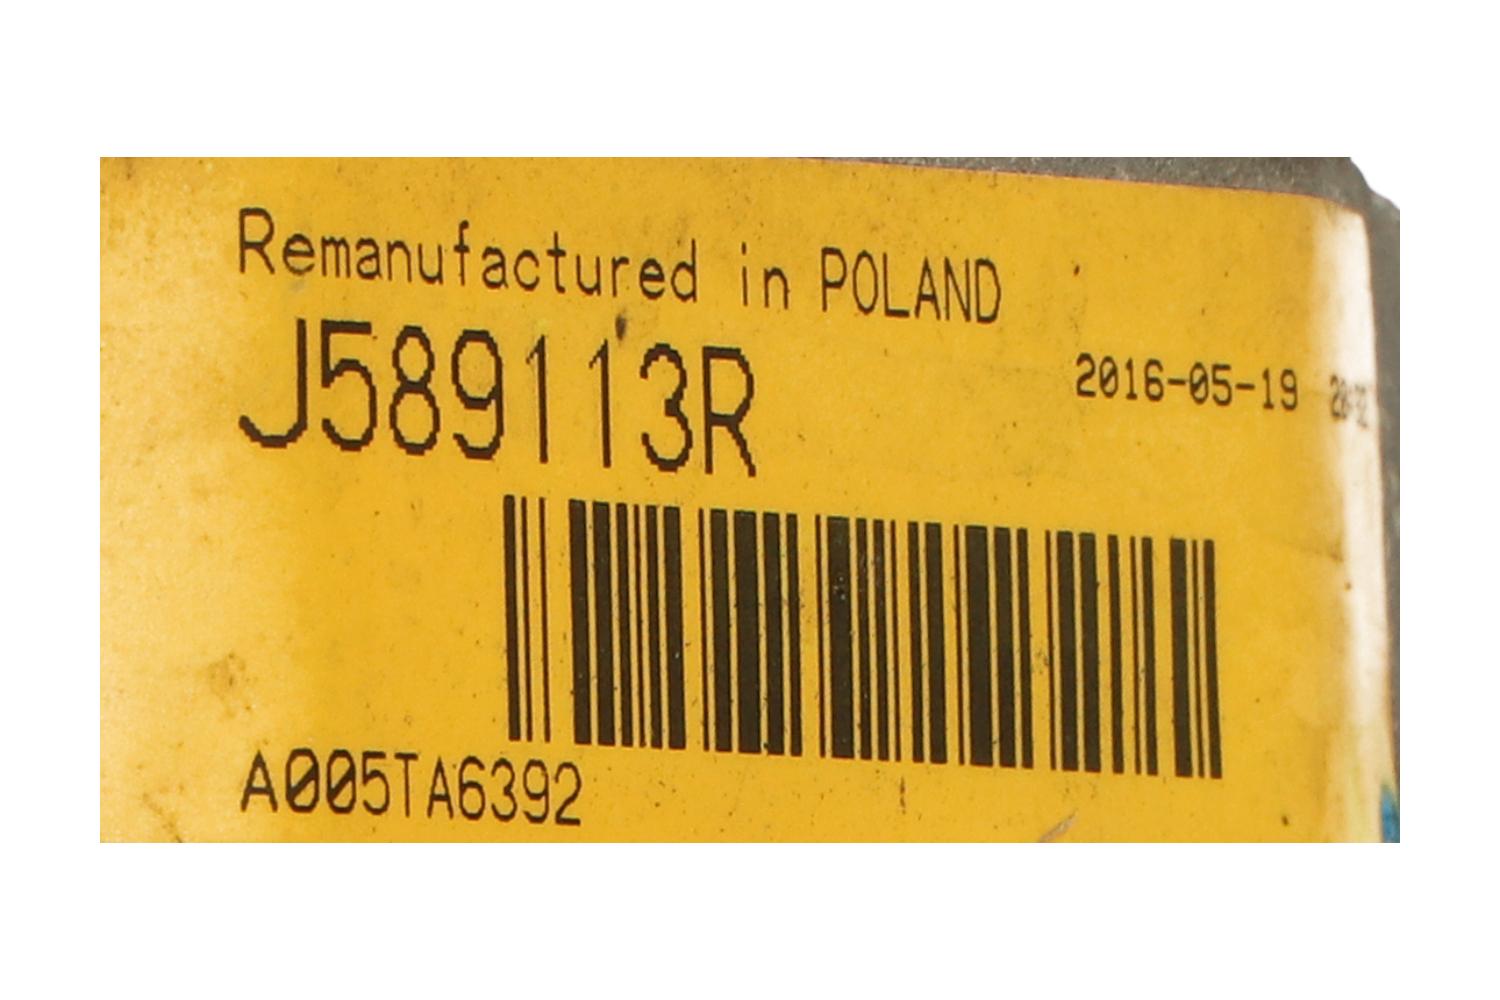 Remanufactured in POLAND
J589113R
2016-05-19
A005TA6392